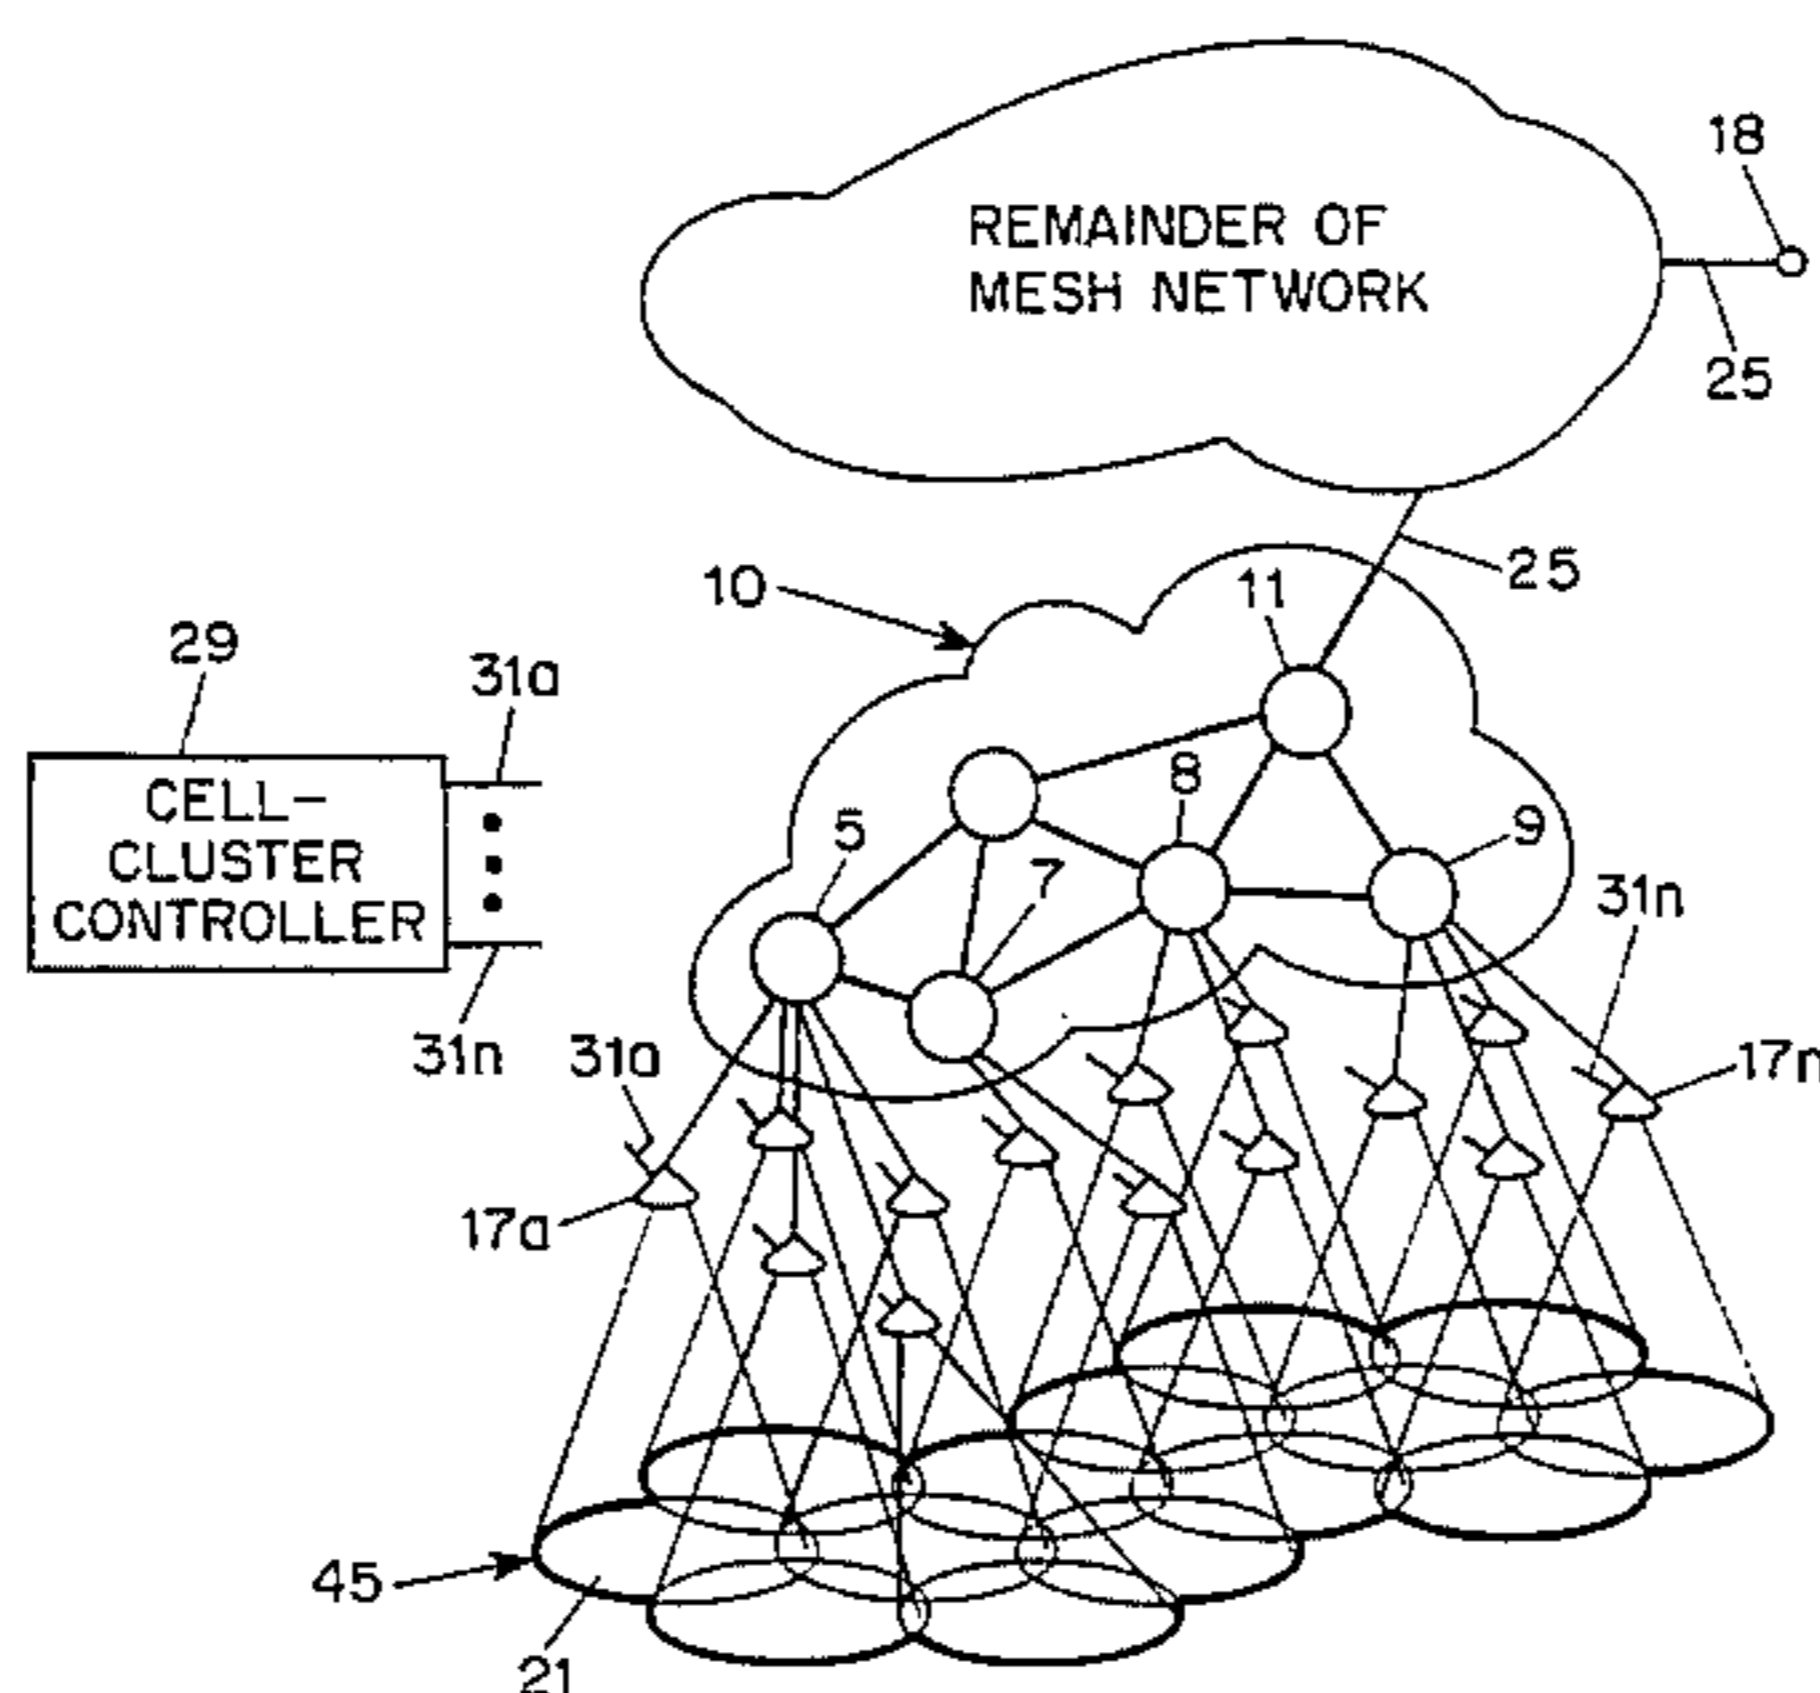 18
REMAINDER OF
MESH NETWORK
25
25
10
11
29
31a
8
5
9
CELL-
CLUSTER
CONTROLLER
7
31n
31n
31a
17n
17a
45
21